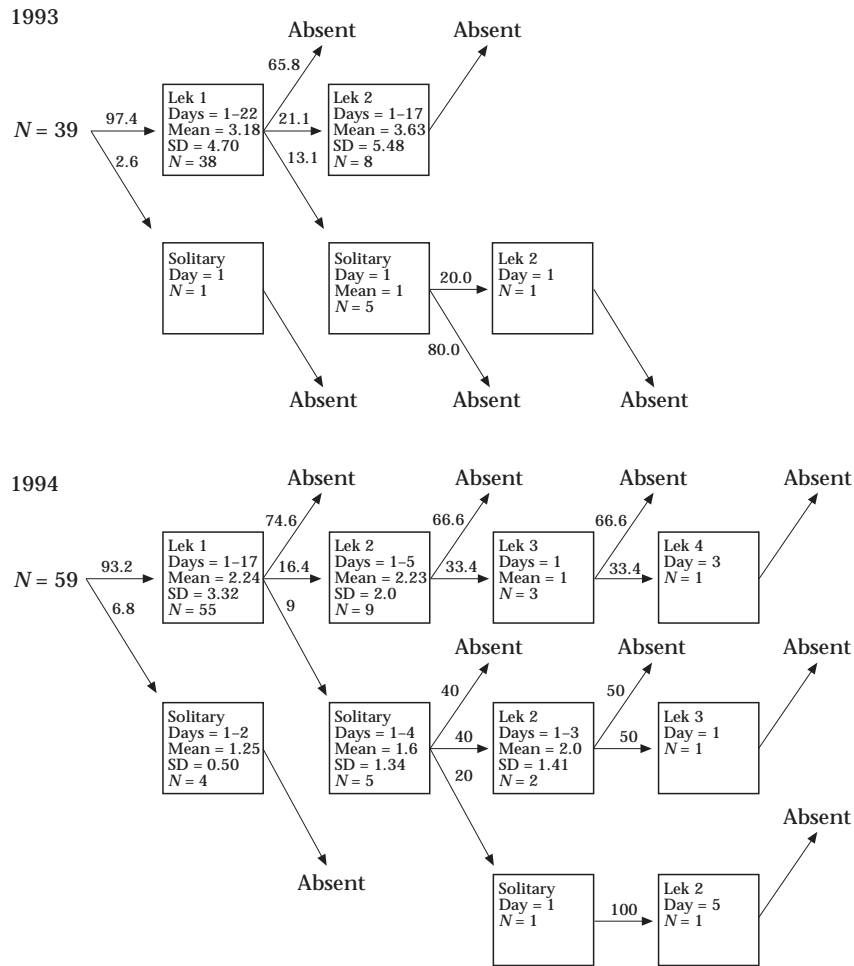 1993
Absent
Absent
65.8
Lek 1
Days = 1–22
Mean = 3.18
SD = 4.70
N = 38
Lek 2
Days = 1–17
Mean = 3.63
SD = 5.48
N = 8
N = 39
97.4
21.1
2.6
13.1
Solitary
Day = 1
N = 1
Solitary
Day = 1
Mean = 1
N = 5
20.0
Lek 2
Day = 1
N = 1
80.0
Absent
Absent
Absent
1994
Absent
Absent
Absent
Absent
74.6
66.6
66.6
N = 59
93.2
Lek 1
Days = 1–17
Mean = 2.24
SD = 3.32
N = 55
16.4
Lek 2
Days = 1–5
Mean = 2.23
SD = 2.0
N = 9
33.4
Lek 3
Days = 1
Mean = 1
N = 3
33.4
Lek 4
Day = 3
N = 1
6.8
9
Absent
Absent
Absent
40
50
Solitary
Days = 1–2
Mean = 1.25
SD = 0.50
N = 4
Solitary
Days = 1–4
Mean = 1.6
SD = 1.34
N = 5
40
Lek 2
Days = 1–3
Mean = 2.0
SD = 1.41
N = 2
50
Lek 3
Day = 1
N = 1
20
Absent
Absent
Solitary
Day = 1
N = 1
100
Lek 2
Day = 5
N = 1